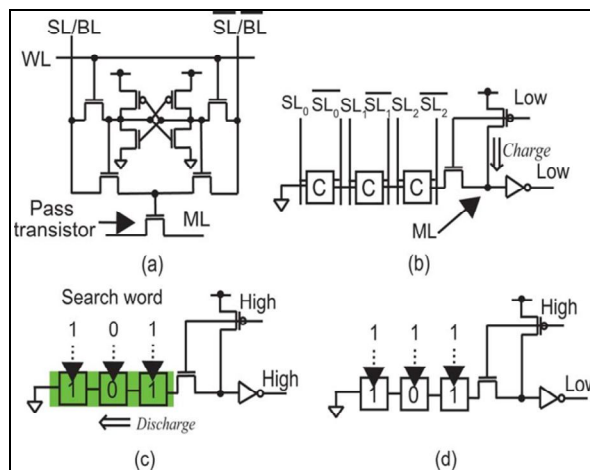 SL/BL
SL/BL
WL
Pass
transistor
ML
(a)
SL0 SL0 SL1 SL1 SL2 SL2
Low
Charge
Low
C C C
ML
(b)
Search word
1 0 1
High
1 0 1
High
Discharge
(c)
1 1 1
High
1 0 1
Low
(d)